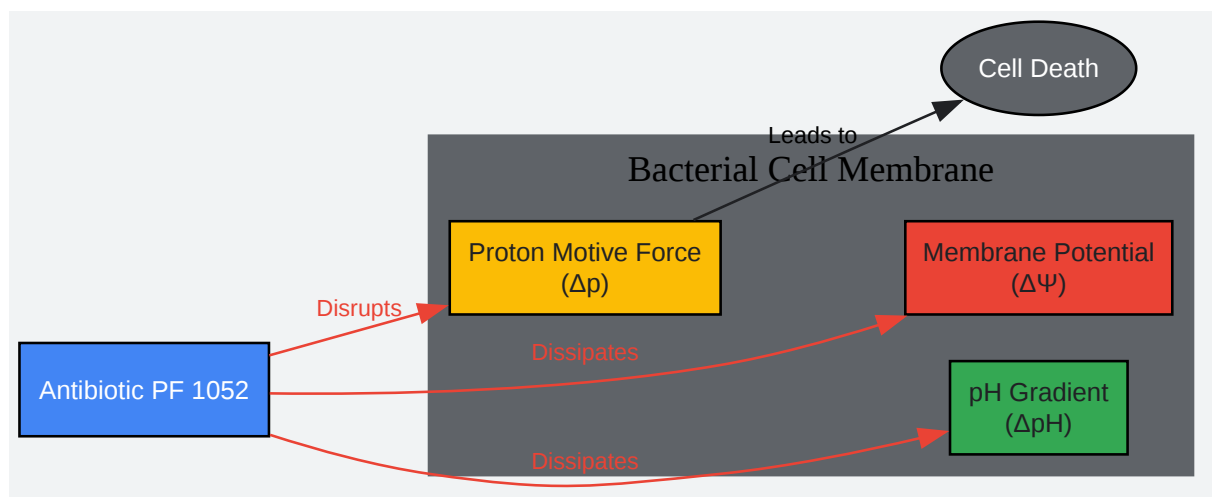 Cell Death
Leads to
Bacterial Cell Membrane
Proton Motive Force
(Δp)
Membrane Potential
(ΔΨ)
Disrupts
Dissipates
Antibiotic PF 1052
pH Gradient
(ΔpH)
Dissipates